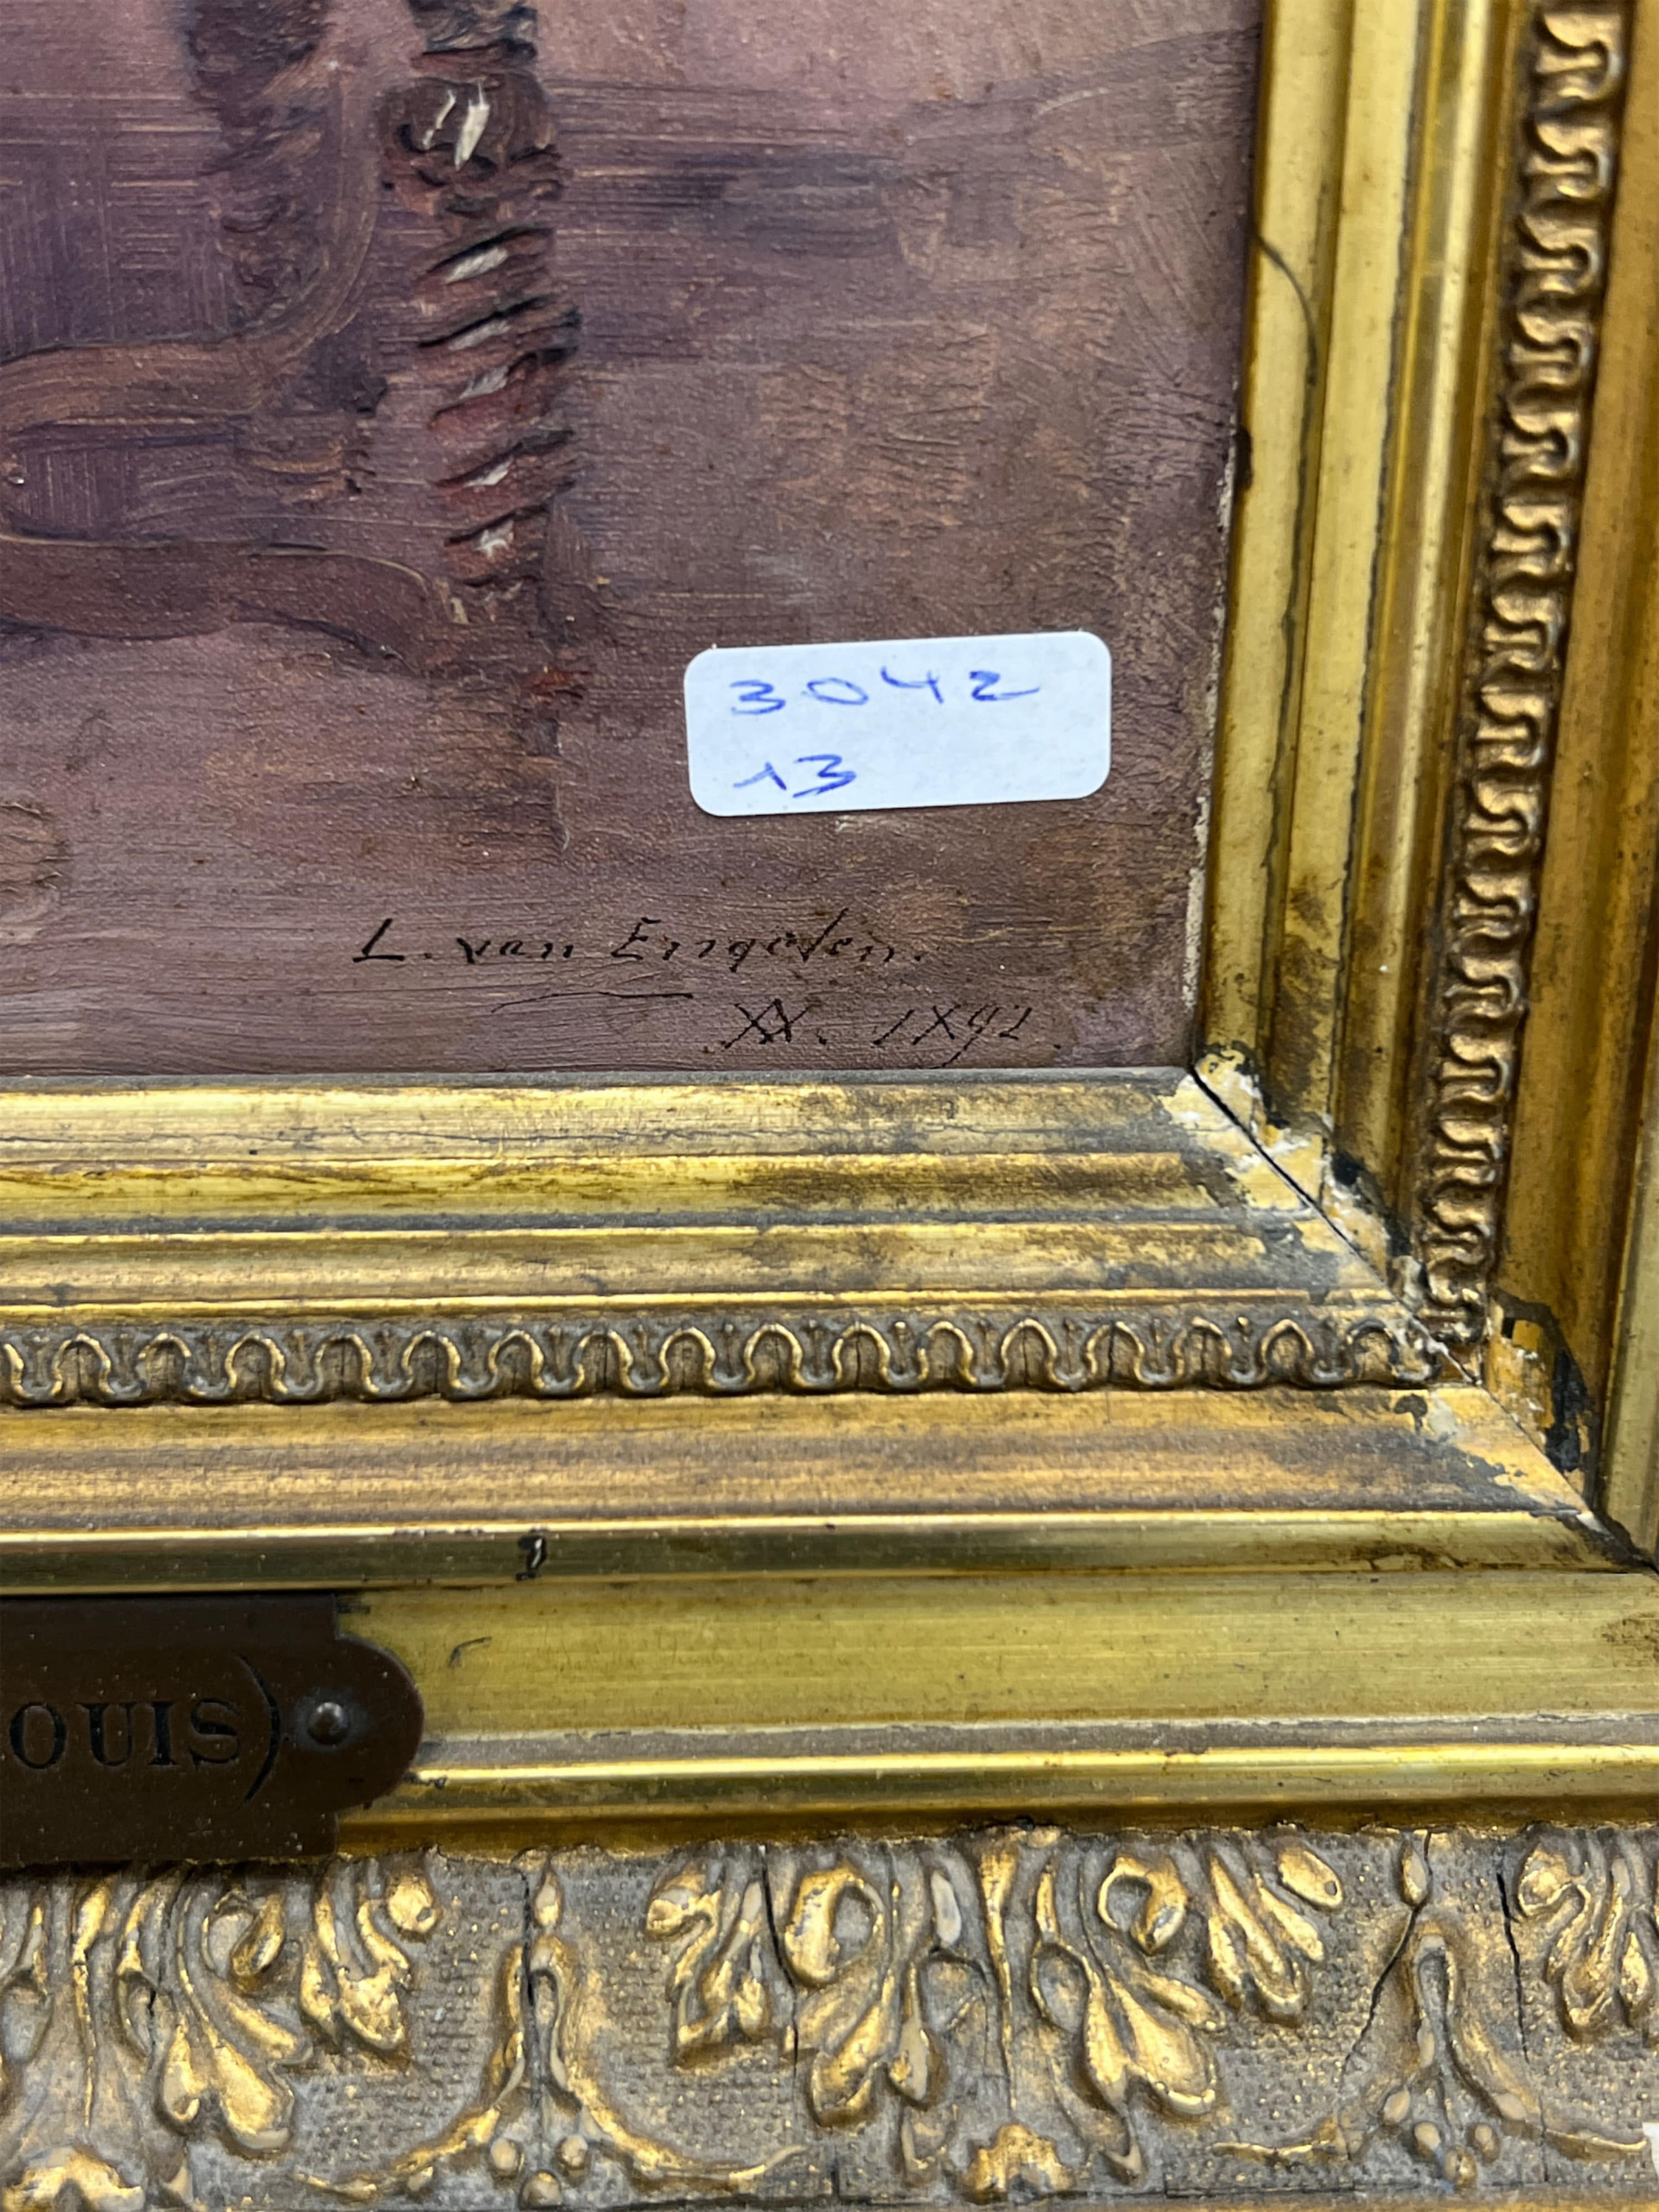 3042
13
L. van Engelen.
1892.
OUIS)